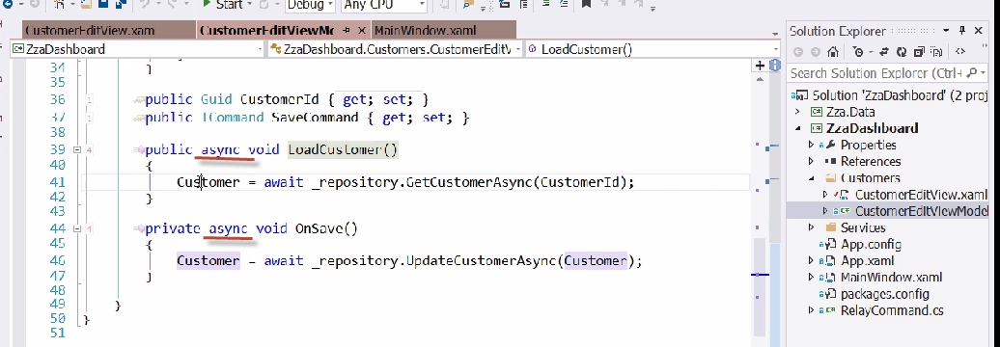 Start Debug Any CPU
CustomerEditView.xam CustomerEditViewMo MainWindow.xaml
ZzaDashboard ZzaDashboard.Customers.CustomerEditV LoadCustomer()
34 }
35
36 public Guid CustomerId { get; set; }
37 public ICommand SaveCommand { get; set; }
38
39 public async void LoadCustomer()
40 {
41 Customer = await _repository.GetCustomerAsync(CustomerId);
42 }
43
44 private async void OnSave()
45 {
46 Customer = await _repository.UpdateCustomerAsync(Customer);
47 }
48
49 }
50 }
51
Solution Explorer
Search Solution Explorer (Ctrl+
Solution 'ZzaDashboard' (2 proj
Zza.Data
ZzaDashboard
Properties
References
Customers
CustomerEditView.xaml
CustomerEditViewModel
Services
App.config
App.xaml
MainWindow.xaml
packages.config
RelayCommand.cs